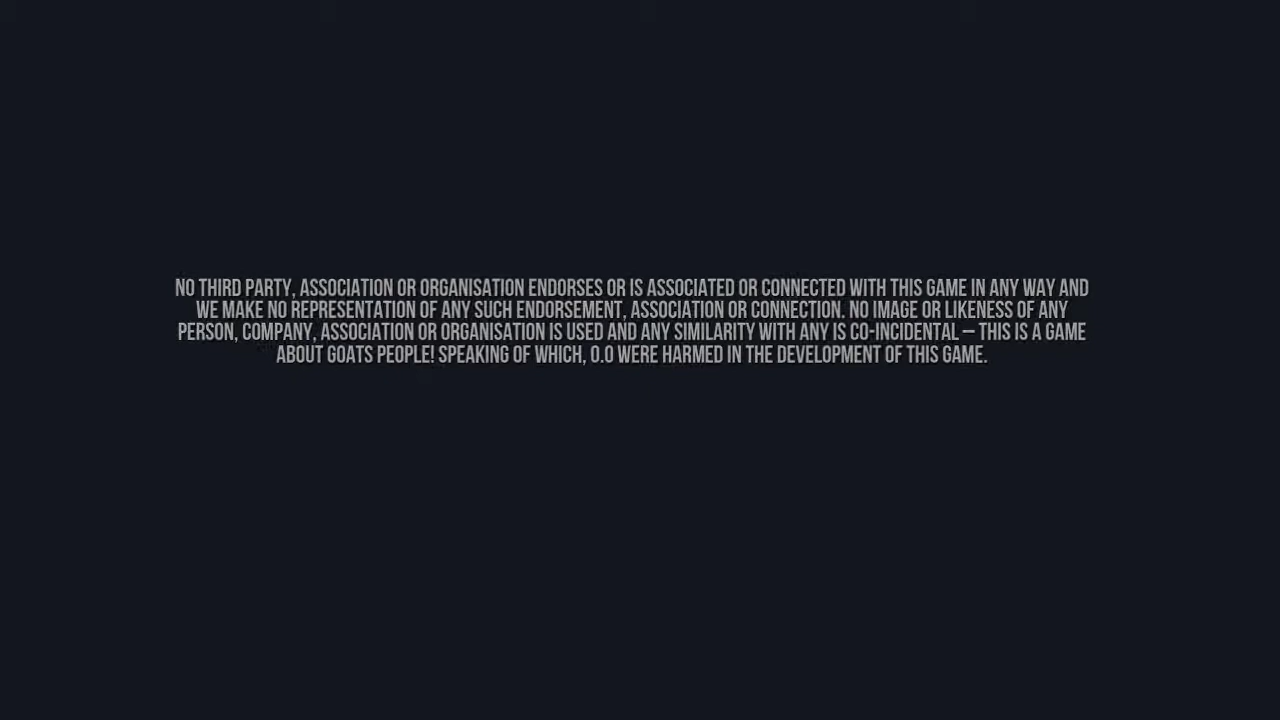 NO THIRD PARTY, ASSOCIATION OR ORGANISATION ENDORSES OR IS ASSOCIATED OR CONNECTED WITH THIS GAME IN ANY WAY AND
WE MAKE NO REPRESENTATION OF ANY SUCH ENDORSEMENT, ASSOCIATION OR CONNECTION. NO IMAGE OR LIKENESS OF ANY
PERSON, COMPANY, ASSOCIATION OR ORGANISATION IS USED AND ANY SIMILARITY WITH ANY IS CO-INCIDENTAL – THIS IS A GAME
ABOUT GOATS PEOPLE! SPEAKING OF WHICH, 0.0 WERE HARMED IN THE DEVELOPMENT OF THIS GAME.